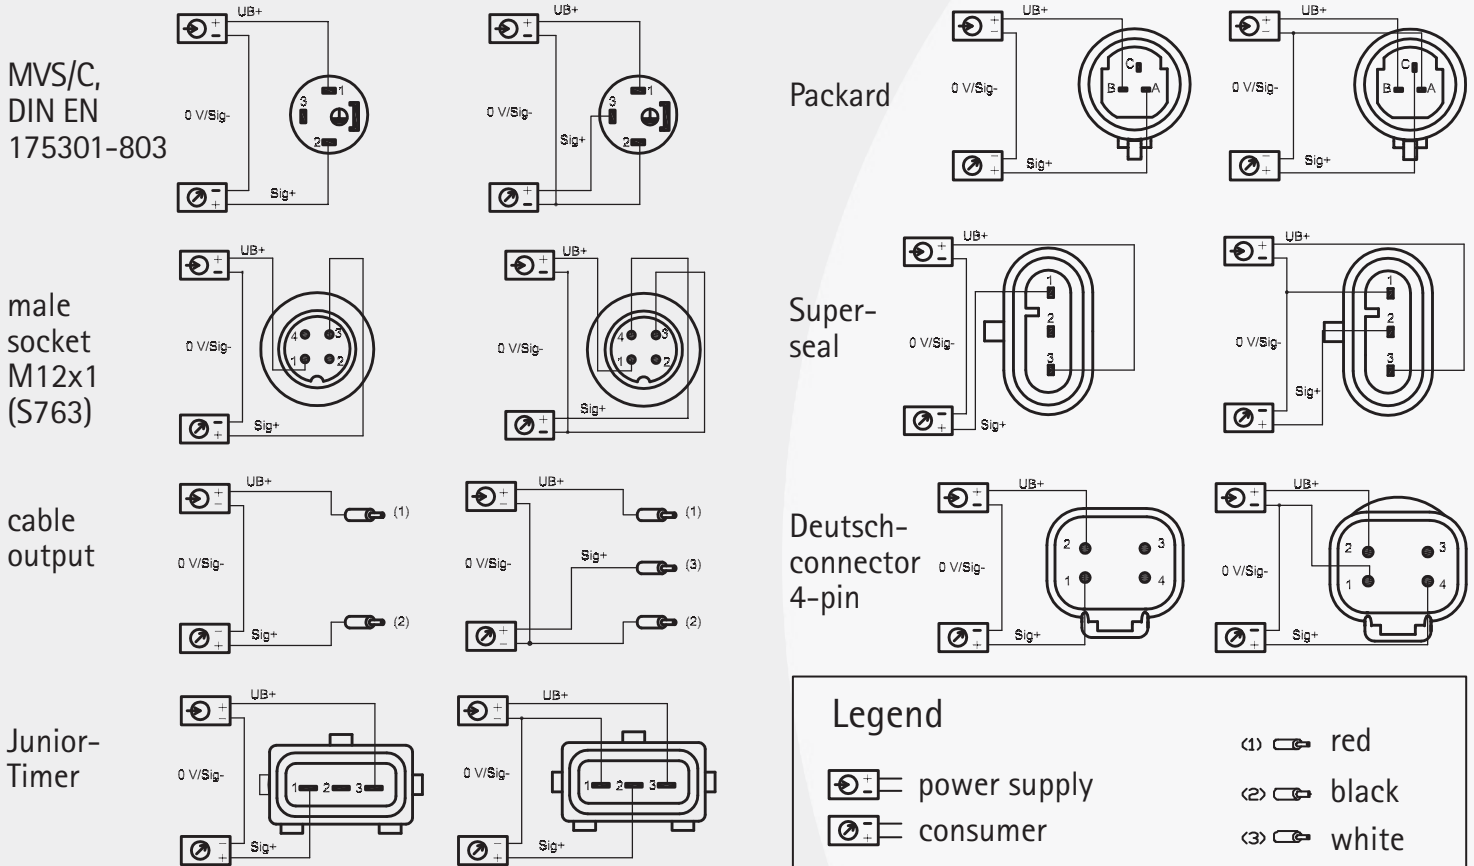 MVS/C,
DIN EN
175301-803
UB+
+
-
0 V/Sig-
1
3
2
-
+
Sig+
UB+
+
-
0 V/Sig-
1
3
2
Sig+
+
-
male
socket
M12x1
(S763)
UB+
+
-
0 V/Sig-
4
3
1
2
-
+
Sig+
UB+
+
-
0 V/Sig-
4
3
1
2
Sig+
+
-
cable
output
UB+
+
-
(1)
0 V/Sig-
-
+
Sig+
(2)
UB+
+
-
(1)
0 V/Sig-
Sig+
(3)
+
-
(2)
Junior-
Timer
UB+
+
-
0 V/Sig-
1
2
3
-
+
Sig+
UB+
+
-
0 V/Sig-
1
2
3
-
+
Sig+
Packard
UB+
+
-
0 V/Sig-
C
B
A
-
+
Sig+
UB+
+
-
0 V/Sig-
C
B
A
-
+
Sig+
Super-
seal
UB+
+
-
0 V/Sig-
1
2
3
-
+
Sig+
UB+
+
-
0 V/Sig-
1
2
3
Sig+
-
+
Deutsch-
connector
4-pin
UB+
+
-
0 V/Sig-
2
3
1
4
-
+
Sig+
UB+
+
-
0 V/Sig-
2
3
1
4
-
+
Sig+
Legend
+
-
power supply
-
+
consumer
(1) red
(2) black
(3) white